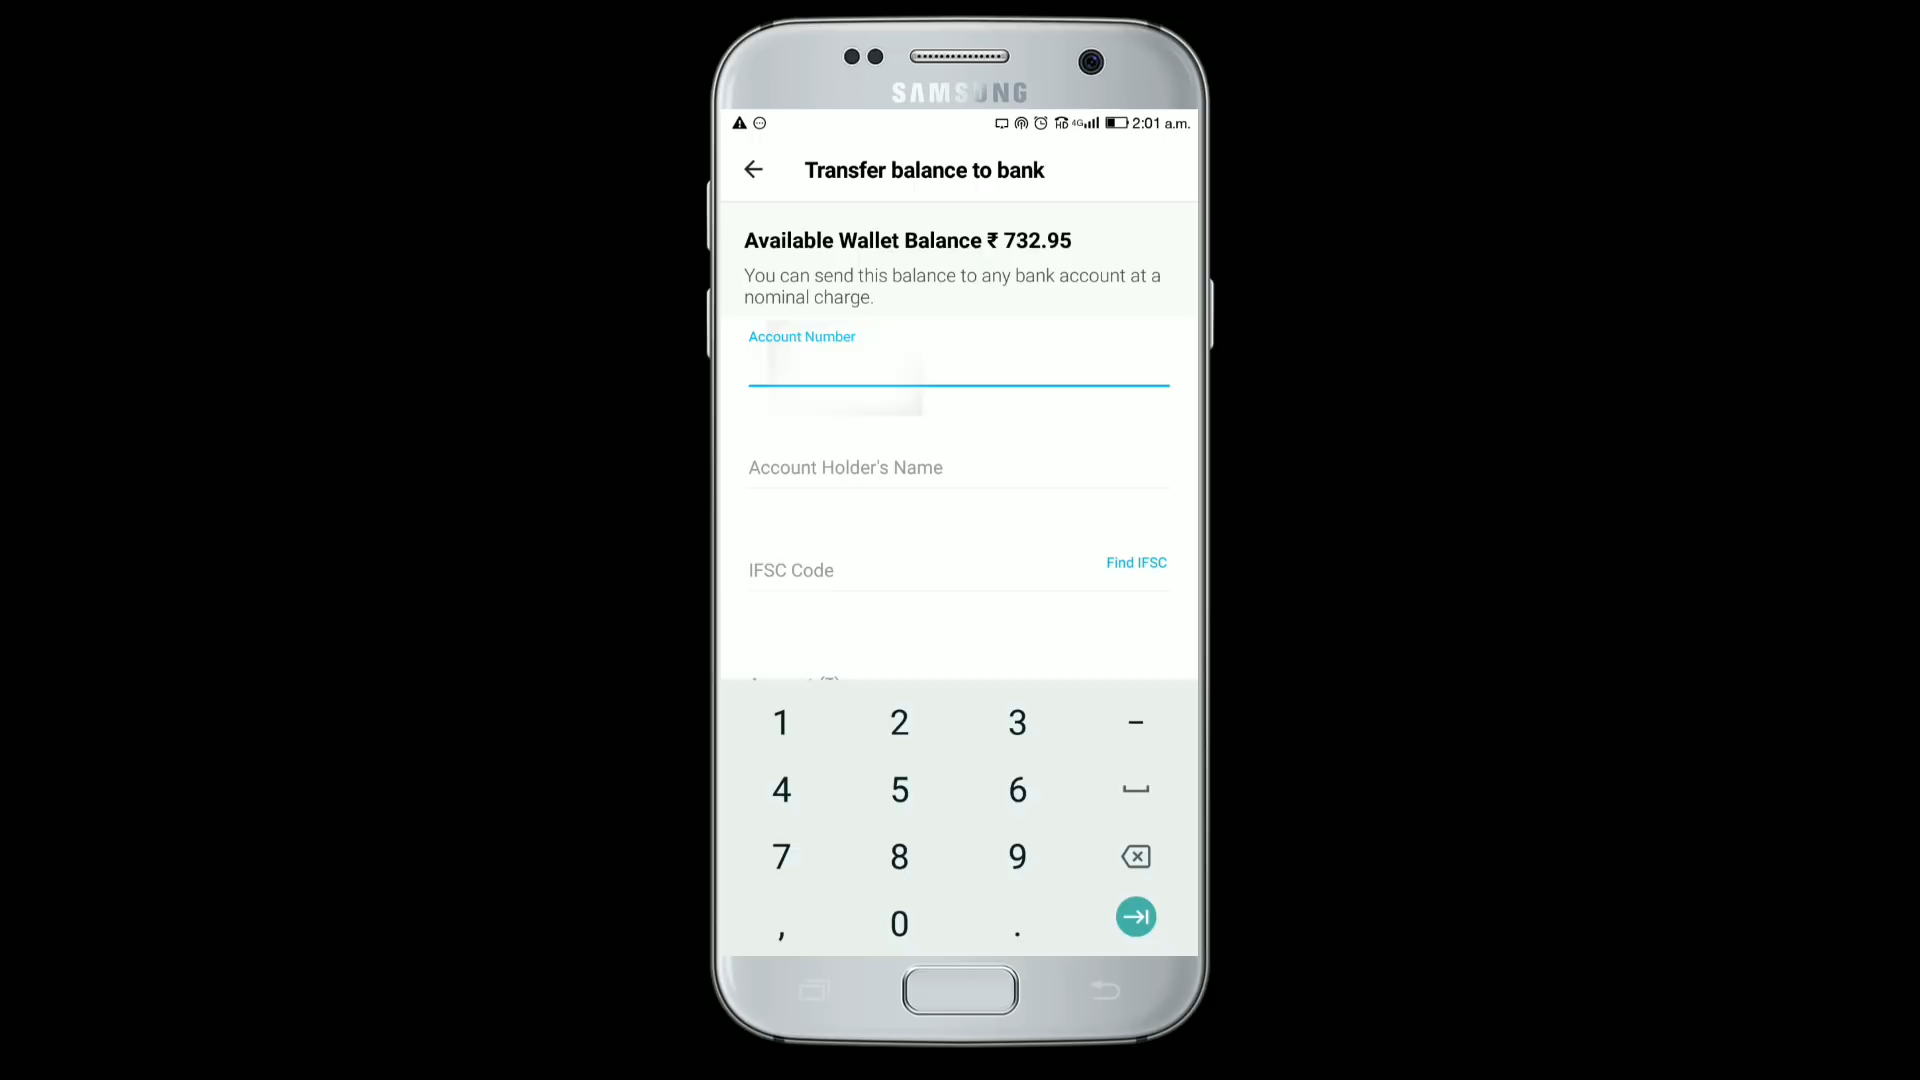 SAMSUNG
HD 4G 2:01 a.m.
Transfer balance to bank
Available Wallet Balance ₹ 732.95
You can send this balance to any bank account at a
nominal charge.
Account Number
Account Holder's Name
IFSC Code
Find IFSC
1 2 3 -
4 5 6
7 8 9
, 0 .